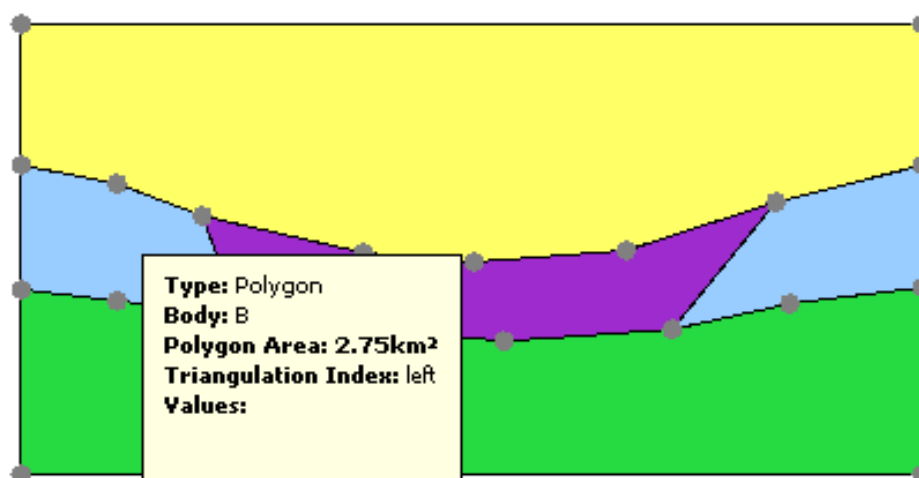 Type: Polygon
Body: B
Polygon Area: 2.75km²
Triangulation Index: left
Values: